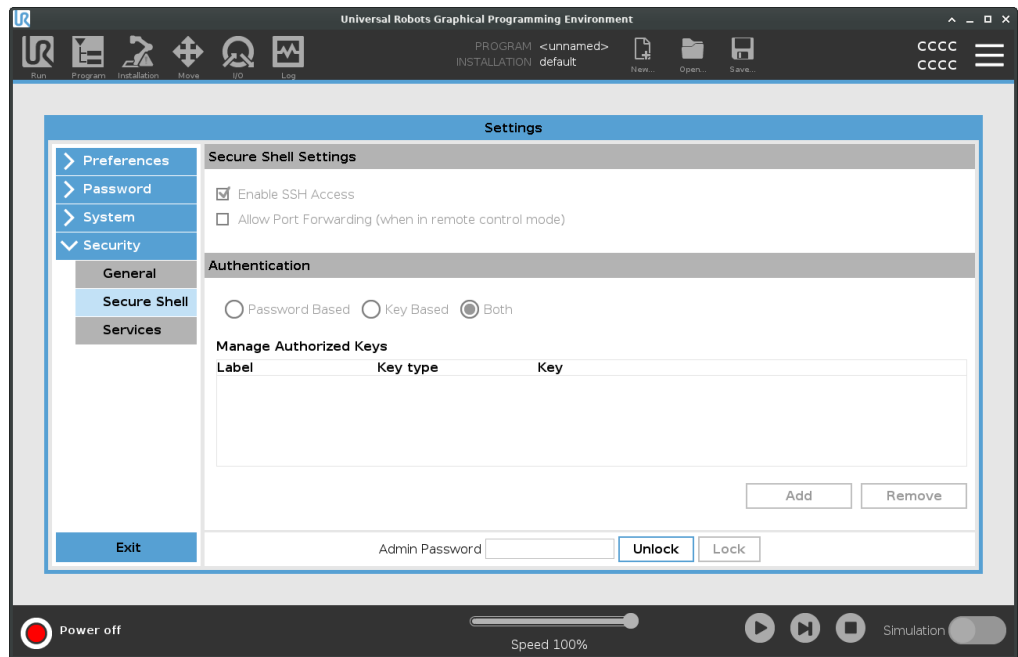 Universal Robots Graphical Programming Environment
UR
Run
Program
Installation
Move
I/O
Log
PROGRAM <unnamed>
INSTALLATION default
New...
Open...
Save...
CCCC
CCCC
Settings
Preferences
Password
System
Security
General
Secure Shell
Services
Exit
Secure Shell Settings
Enable SSH Access
Allow Port Forwarding (when in remote control mode)
Authentication
Password Based Key Based Both
Manage Authorized Keys
Label Key type Key
Add Remove
Admin Password Unlock Lock
Power off
Speed 100%
Simulation